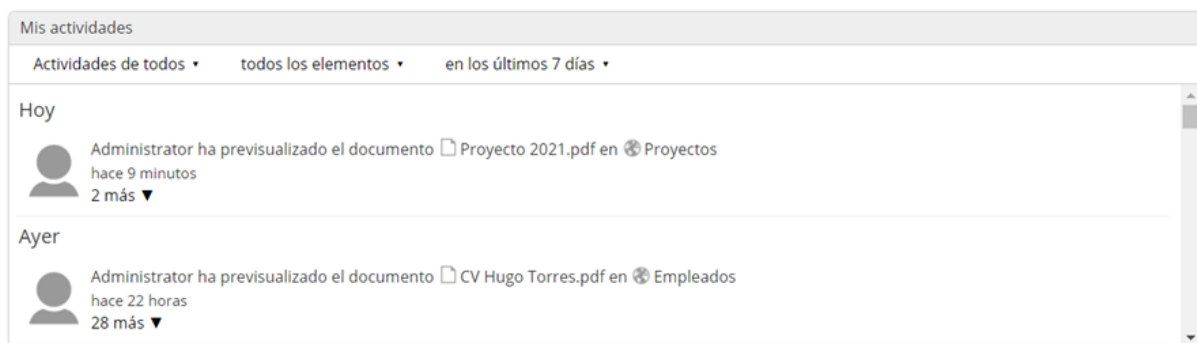 Mis actividades
Actividades de todos ▾ todos los elementos ▾ en los últimos 7 días ▾
Hoy
Administrator ha previsualizado el documento Proyecto 2021.pdf en Proyectos
hace 9 minutos
2 más ▼
Ayer
Administrator ha previsualizado el documento CV Hugo Torres.pdf en Empleados
hace 22 horas
28 más ▼